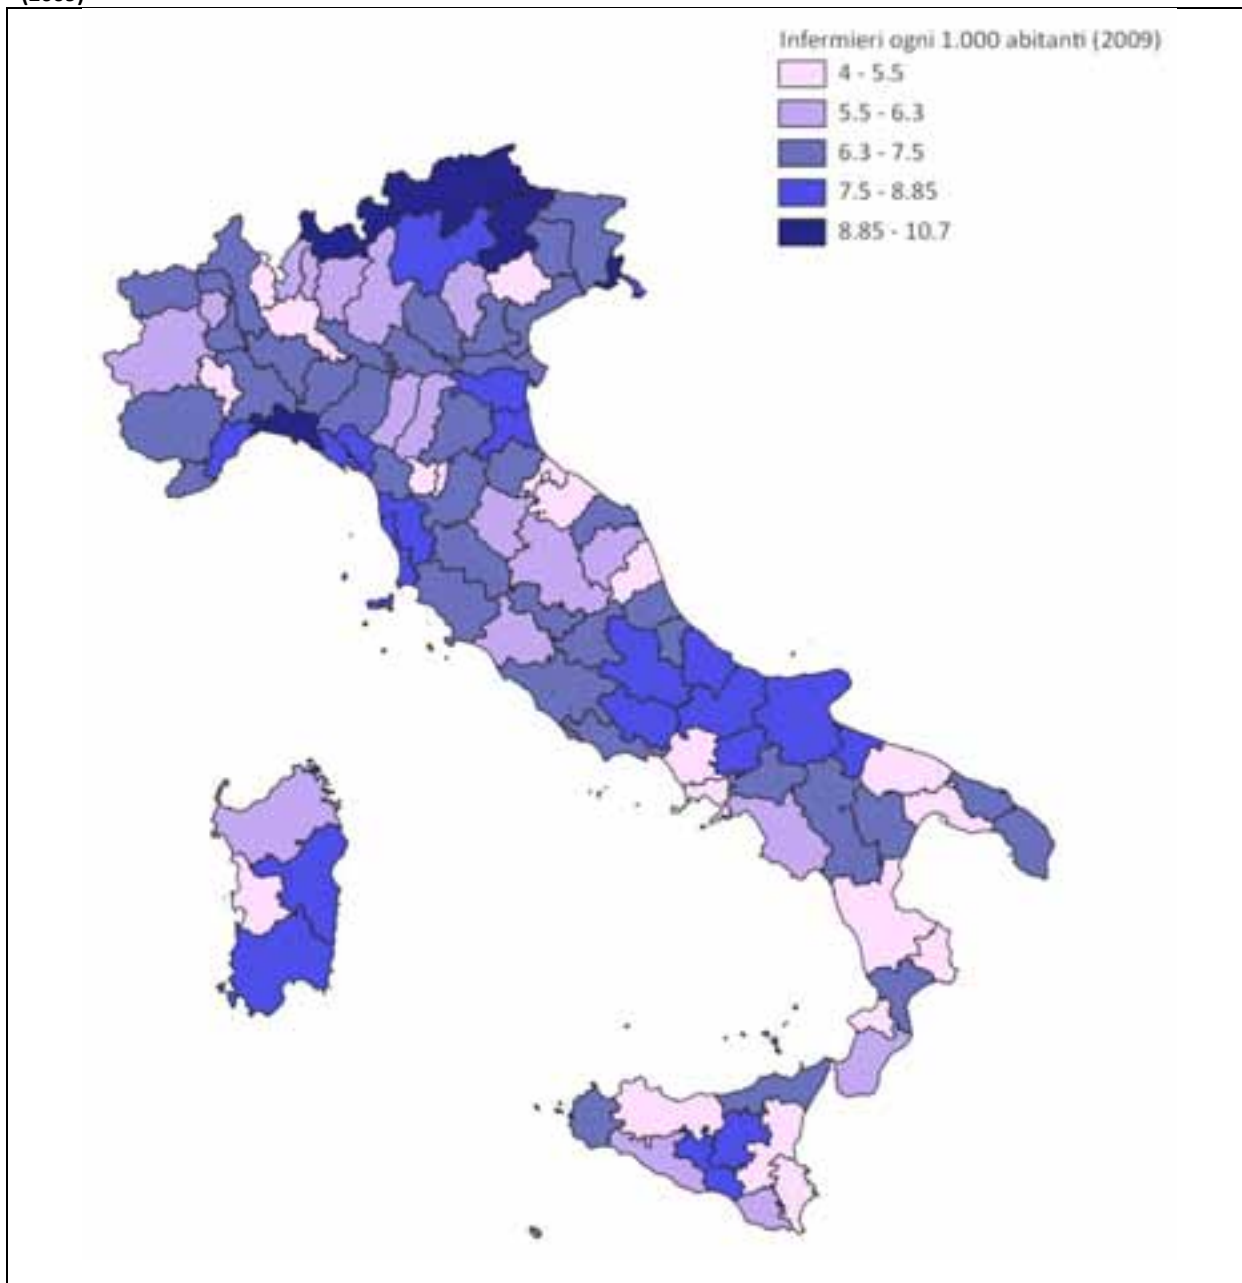 (2009)
Infermieri ogni 1.000 abitanti (2009)
4 - 5.5
5.5 - 6.3
6.3 - 7.5
7.5 - 8.85
8.85 - 10.7